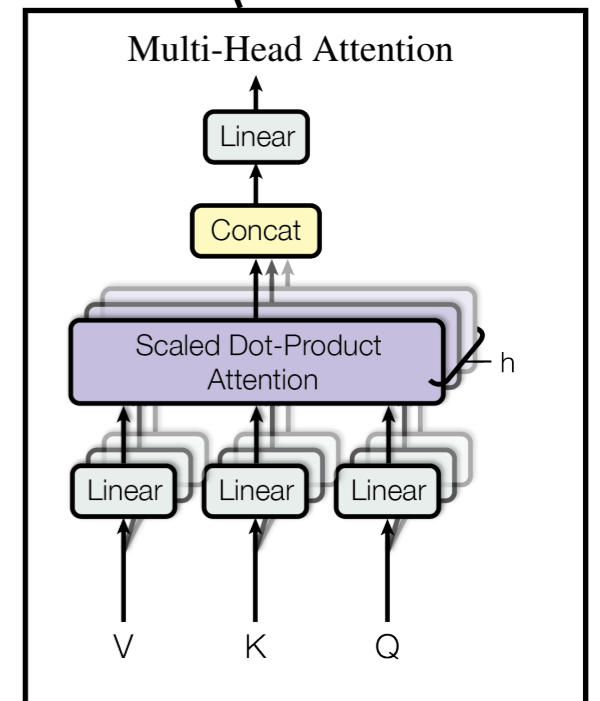 Multi-Head Attention
Linear
Concat
Scaled Dot-Product
Attention
h
Linear Linear Linear
V K Q